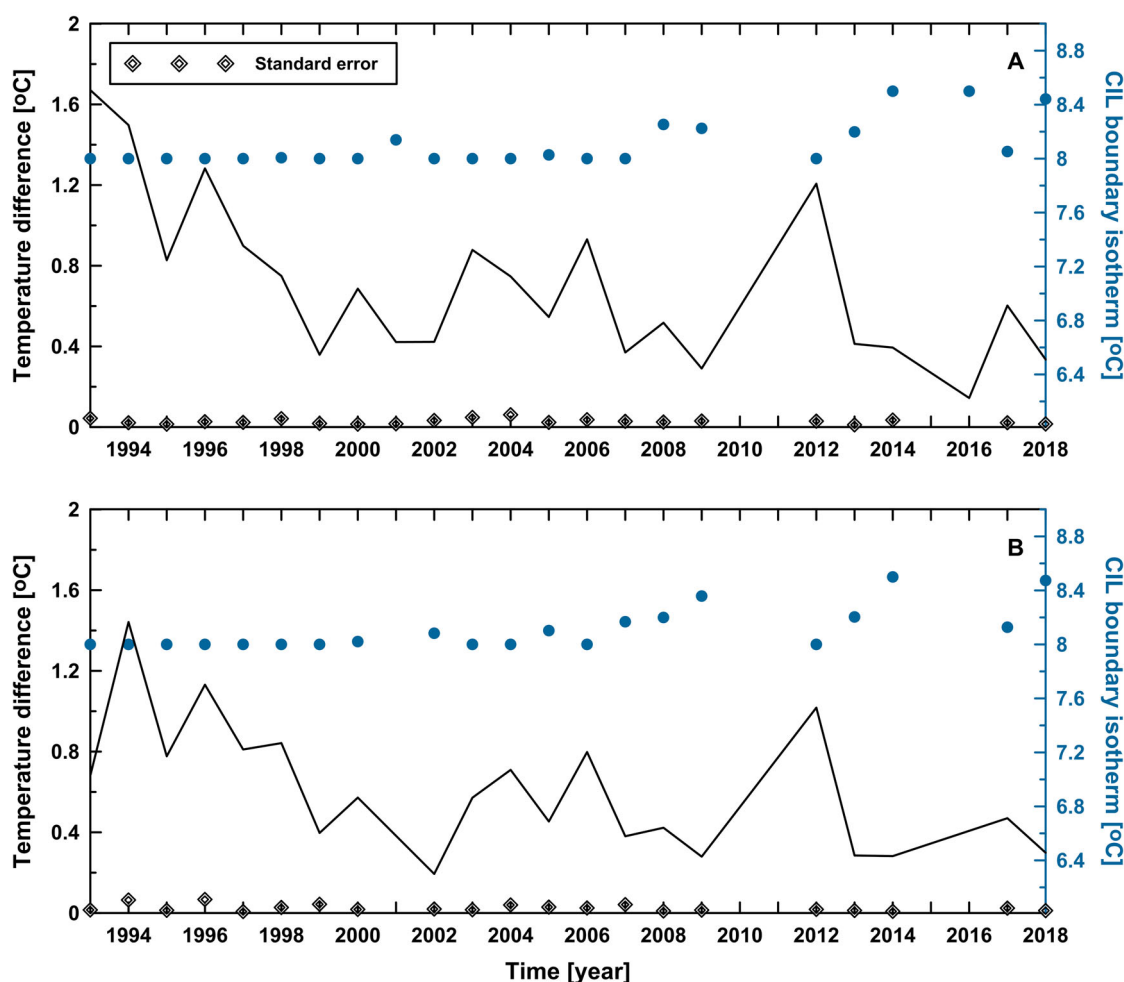 2
1.6
1.2
0.8
0.4
0
Temperature difference [ºC]
Standard error
A
8.8
8.4
8
7.6
7.2
6.8
6.4
CIL boundary isotherm [ºC]
1994 1996 1998 2000 2002 2004 2006 2008 2010 2012 2014 2016 2018
2
1.6
1.2
0.8
0.4
0
Temperature difference [ºC]
B
8.8
8.4
8
7.6
7.2
6.8
6.4
CIL boundary isotherm [ºC]
1994 1996 1998 2000 2002 2004 2006 2008 2010 2012 2014 2016 2018
Time [year]